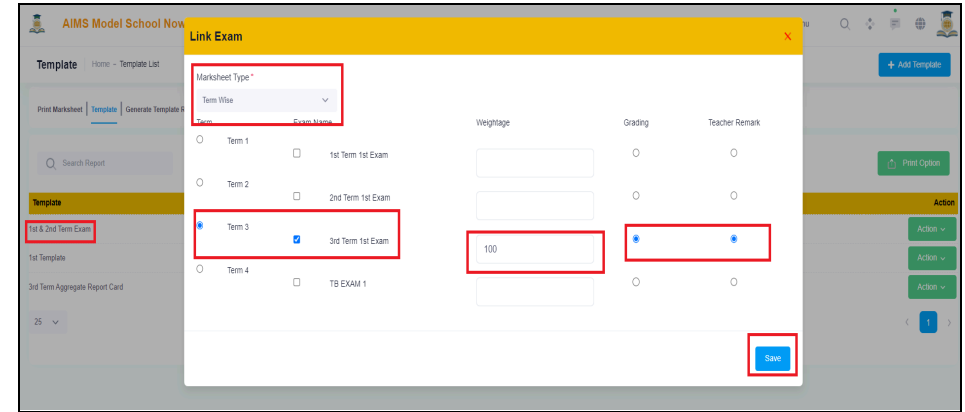 AIMS Model School Now
nu
Link Exam
X
Template
Home - Template List
+ Add Template
Marksheet Type *
Term Wise
Print Marksheet | Template | Generate Template R
Term
Exam Name
Weightage
Grading
Teacher Remark
Term 1
1st Term 1st Exam
Search Report
Print Option
Term 2
2nd Term 1st Exam
Template
Action
1st & 2nd Term Exam
Term 3
3rd Term 1st Exam
100
Action
1st Template
Action
Term 4
TB EXAM 1
3rd Term Aggregate Report Card
Action
25
< 1 >
Save